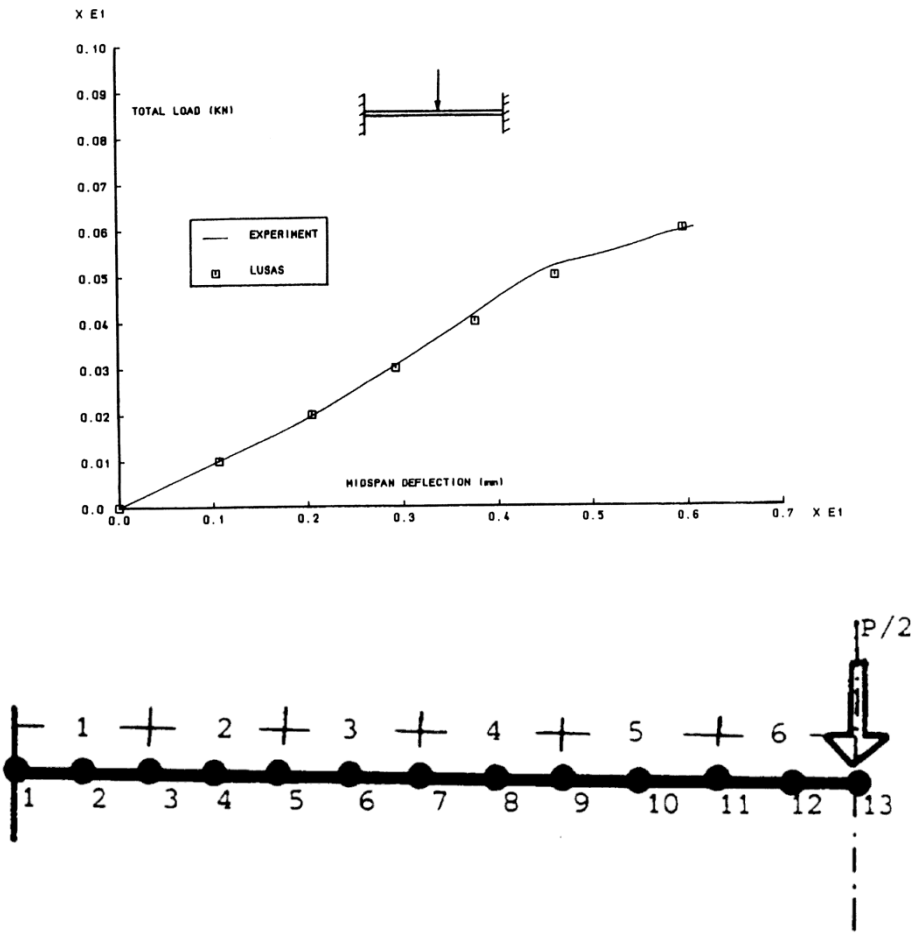 X E1
0.10
0.09
TOTAL LOAD (KN)
0.08
0.07
0.06
EXPERIMENT
LUSAS
0.05
0.04
0.03
0.02
0.01
MIDSPAN DEFLECTION (mm)
0.0
0.0 0.1 0.2 0.3 0.4 0.5 0.6 0.7 X E1
P/2
1 2 3 4 5 6
1 2 3 4 5 6 7 8 9 10 11 12 13